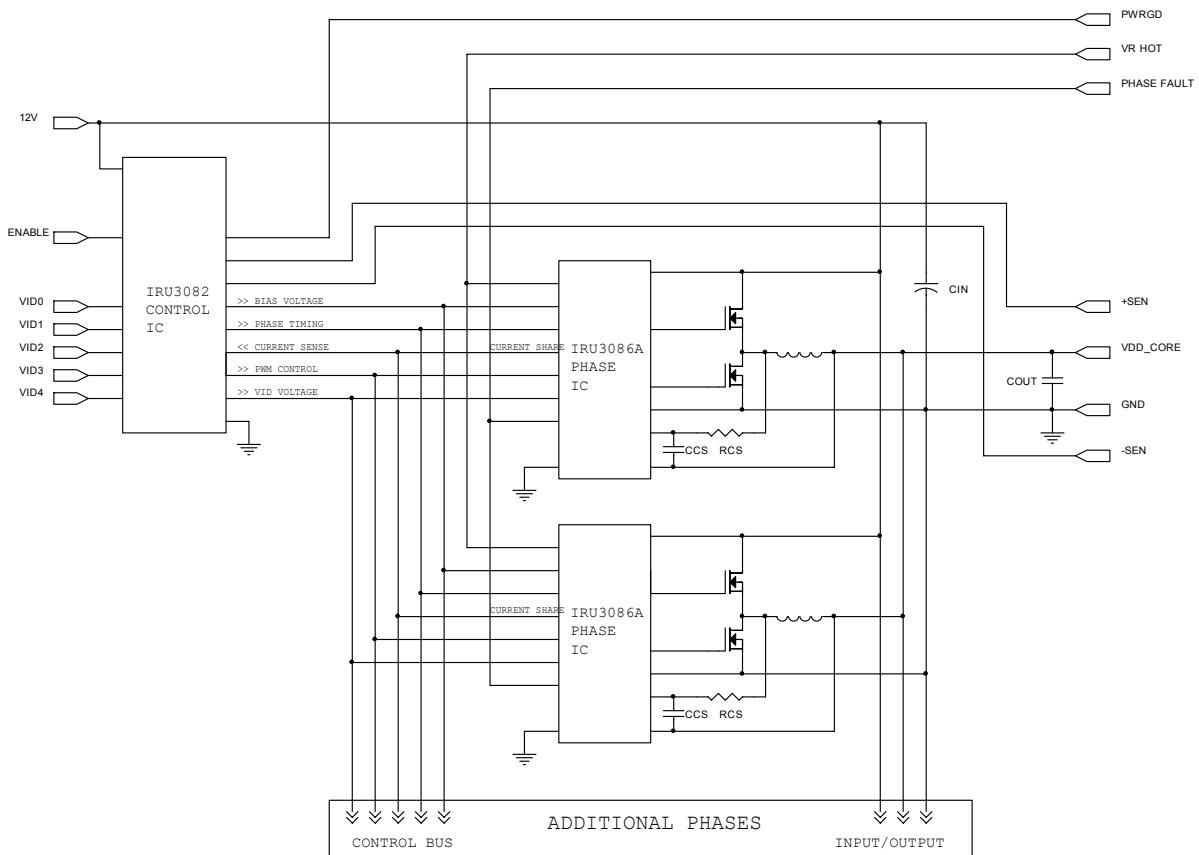 PWRGD
VR HOT
PHASE FAULT
12V
ENABLE
VID0
VID1
VID2
VID3
VID4
IRU3082
CONTROL
IC
>> BIAS VOLTAGE
>> PHASE TIMING
<< CURRENT SENSE
>> PWM CONTROL
>> VID VOLTAGE
CURRENT SHARE
IRU3086A
PHASE
IC
CCS
RCS
CIN
COUT
+SEN
VDD_CORE
GND
-SEN
CURRENT SHARE
IRU3086A
PHASE
IC
CCS
RCS
ADDITIONAL PHASES
CONTROL BUS
INPUT/OUTPUT